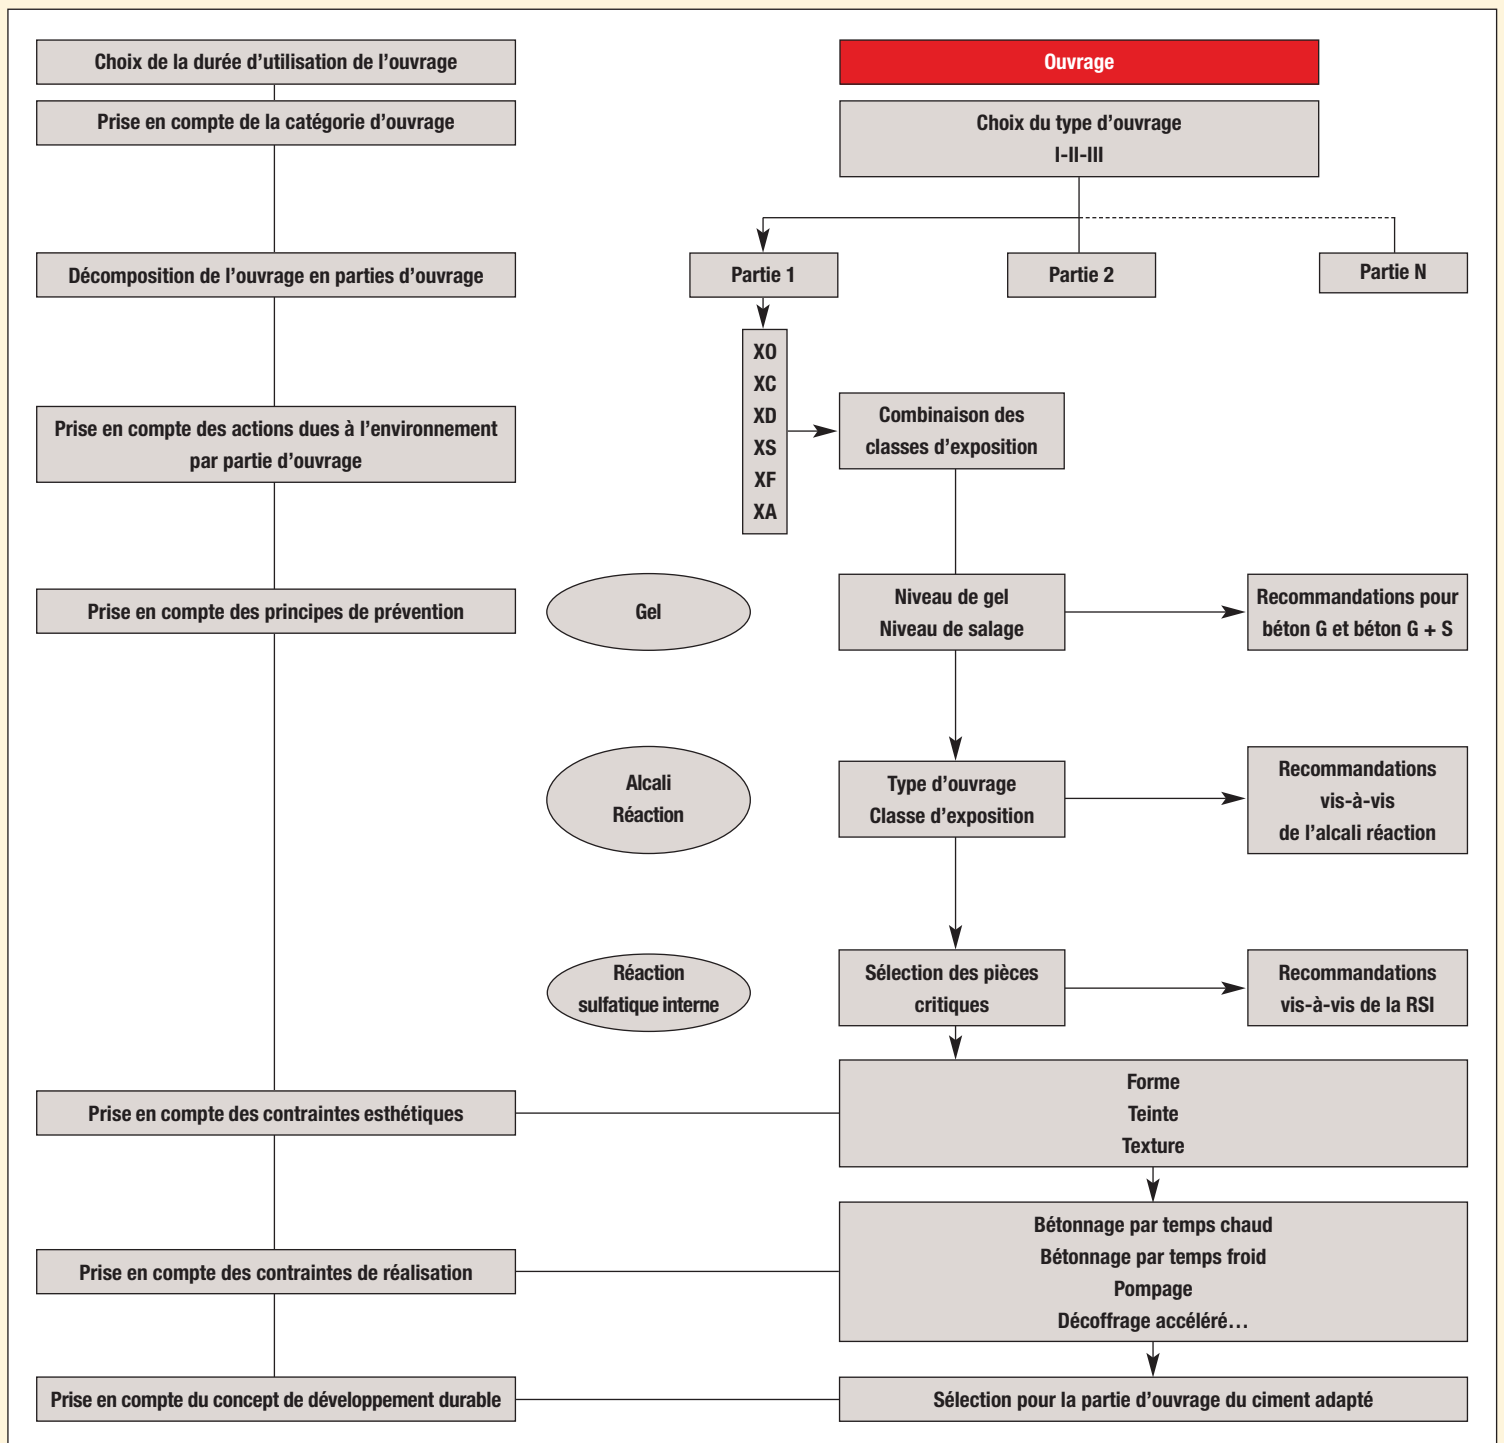 Choix de la durée d'utilisation de l'ouvrage
Ouvrage
Prise en compte de la catégorie d'ouvrage
Choix du type d'ouvrage
I-II-III
Décomposition de l'ouvrage en parties d'ouvrage
Partie 1
Partie 2
Partie N
XO
XC
XD
XS
XF
XA
Prise en compte des actions dues à l'environnement
par partie d'ouvrage
Combinaison des
classes d'exposition
Prise en compte des principes de prévention
Gel
Niveau de gel
Niveau de salage
Recommandations pour
béton G et béton G + S
Alcali
Réaction
Type d'ouvrage
Classe d'exposition
Recommandations
vis-à-vis
de l'alcali réaction
Réaction
sulfatique interne
Sélection des pièces
critiques
Recommandations
vis-à-vis de la RSI
Prise en compte des contraintes esthétiques
Forme
Teinte
Texture
Prise en compte des contraintes de réalisation
Bétonnage par temps chaud
Bétonnage par temps froid
Pompage
Décoffrage accéléré…
Prise en compte du concept de développement durable
Sélection pour la partie d'ouvrage du ciment adapté